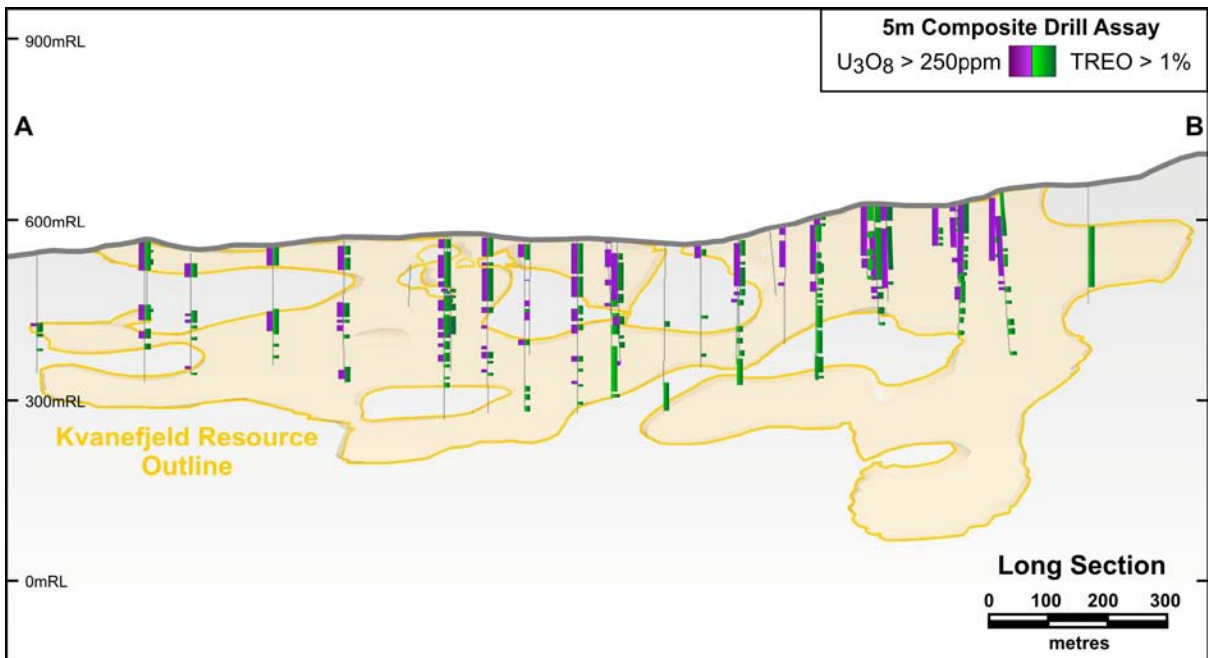 900mRL
5m Composite Drill Assay
U3O8 > 250ppm TREO > 1%
A
B
600mRL
300mRL
Kvanefjeld Resource
Outline
0mRL
Long Section
0 100 200 300
metres